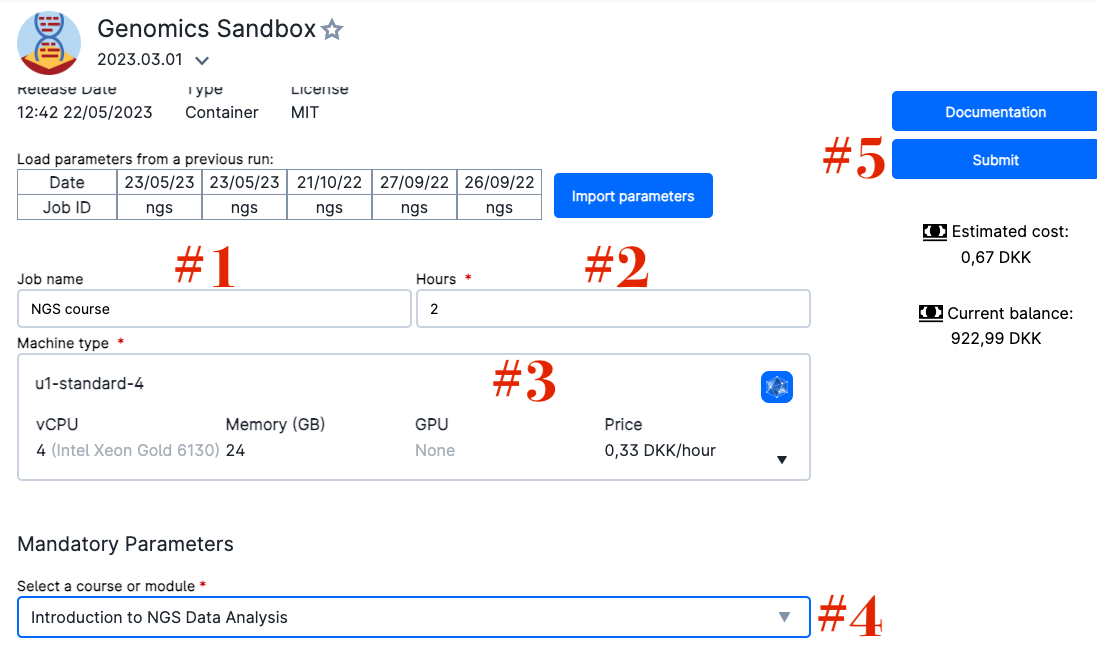 Genomics Sandbox
2023.03.01
Release Date Type License
12:42 22/05/2023 Container MIT
Documentation
#5 Submit
Load parameters from a previous run:
Date 23/05/23 23/05/23 21/10/22 27/09/22 26/09/22
Job ID ngs ngs ngs ngs ngs
Import parameters
Estimated cost:
0,67 DKK
#1 #2
Job name Hours *
NGS course 2
Current balance:
922,99 DKK
Machine type *
#3
u1-standard-4
vCPU Memory (GB) GPU Price
4 (Intel Xeon Gold 6130) 24 None 0,33 DKK/hour
Mandatory Parameters
Select a course or module *
Introduction to NGS Data Analysis #4